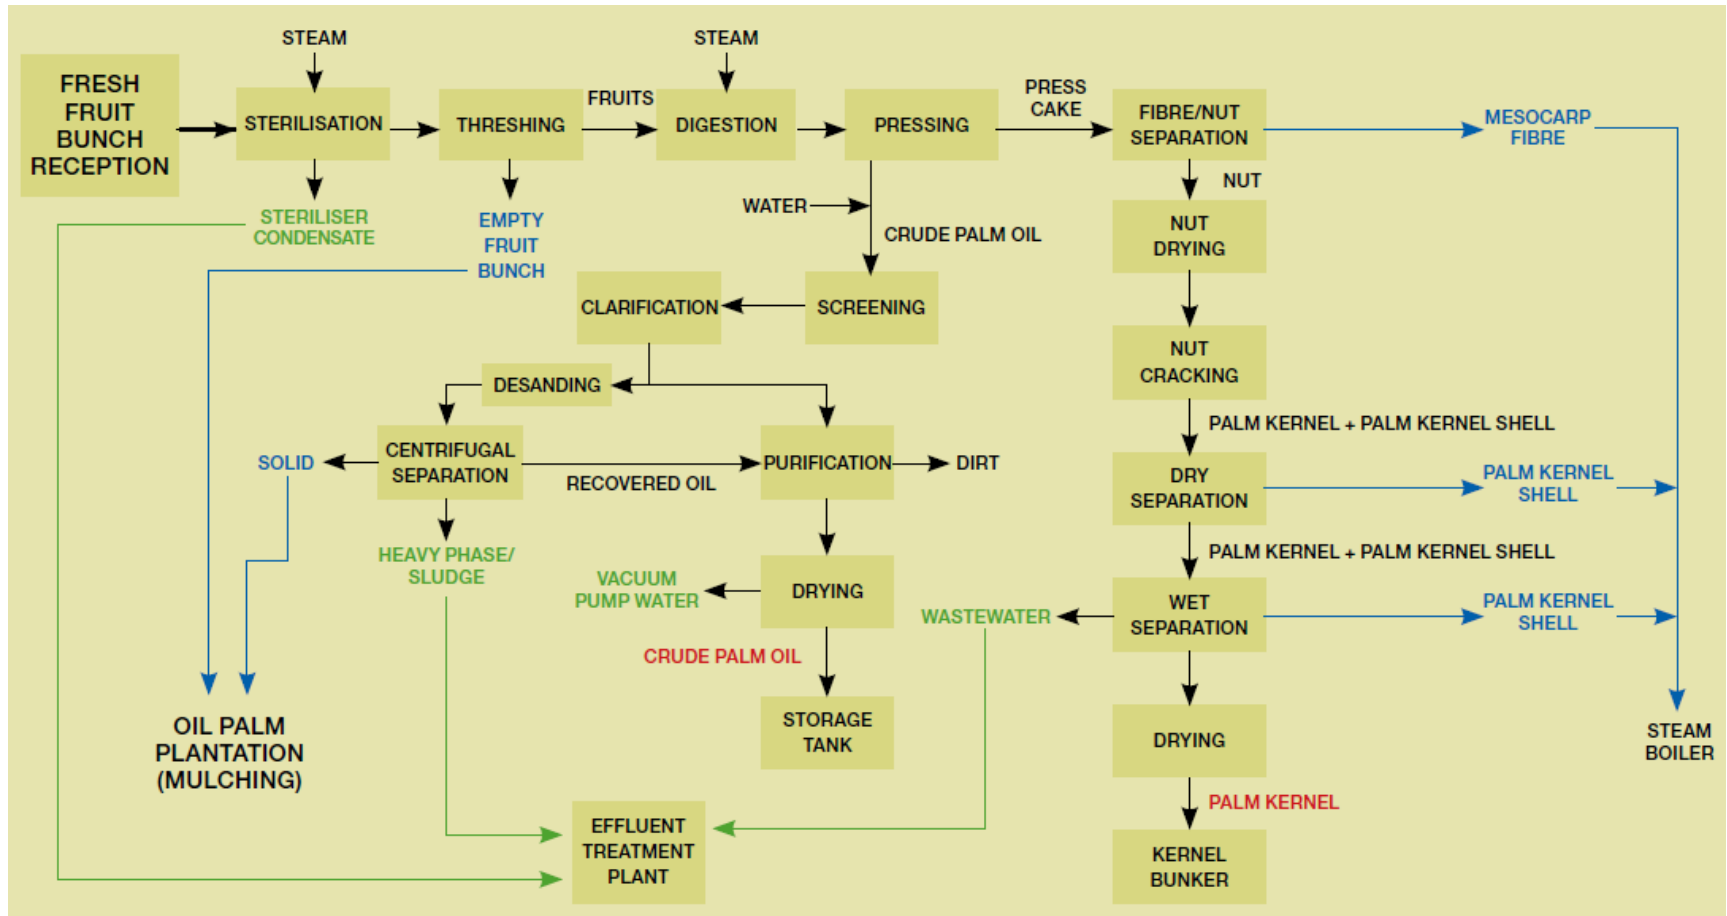 STEAM
STEAM
FRESH
FRUIT
BUNCH
RECEPTION
STERILISATION
THRESHING
FRUITS
DIGESTION
PRESSING
PRESS
CAKE
FIBRE/NUT
SEPARATION
MESOCARP
FIBRE
STERILISER
CONDENSATE
EMPTY
FRUIT
BUNCH
WATER
CRUDE PALM OIL
NUT
NUT
DRYING
CLARIFICATION
SCREENING
NUT
CRACKING
DESANDING
PALM KERNEL + PALM KERNEL SHELL
SOLID
CENTRIFUGAL
SEPARATION
RECOVERED OIL
PURIFICATION
DIRT
DRY
SEPARATION
PALM KERNEL
SHELL
HEAVY PHASE/
SLUDGE
VACUUM
PUMP WATER
DRYING
PALM KERNEL + PALM KERNEL SHELL
WASTEWATER
WET
SEPARATION
PALM KERNEL
SHELL
CRUDE PALM OIL
OIL PALM
PLANTATION
(MULCHING)
STORAGE
TANK
DRYING
STEAM
BOILER
PALM KERNEL
EFFLUENT
TREATMENT
PLANT
KERNEL
BUNKER